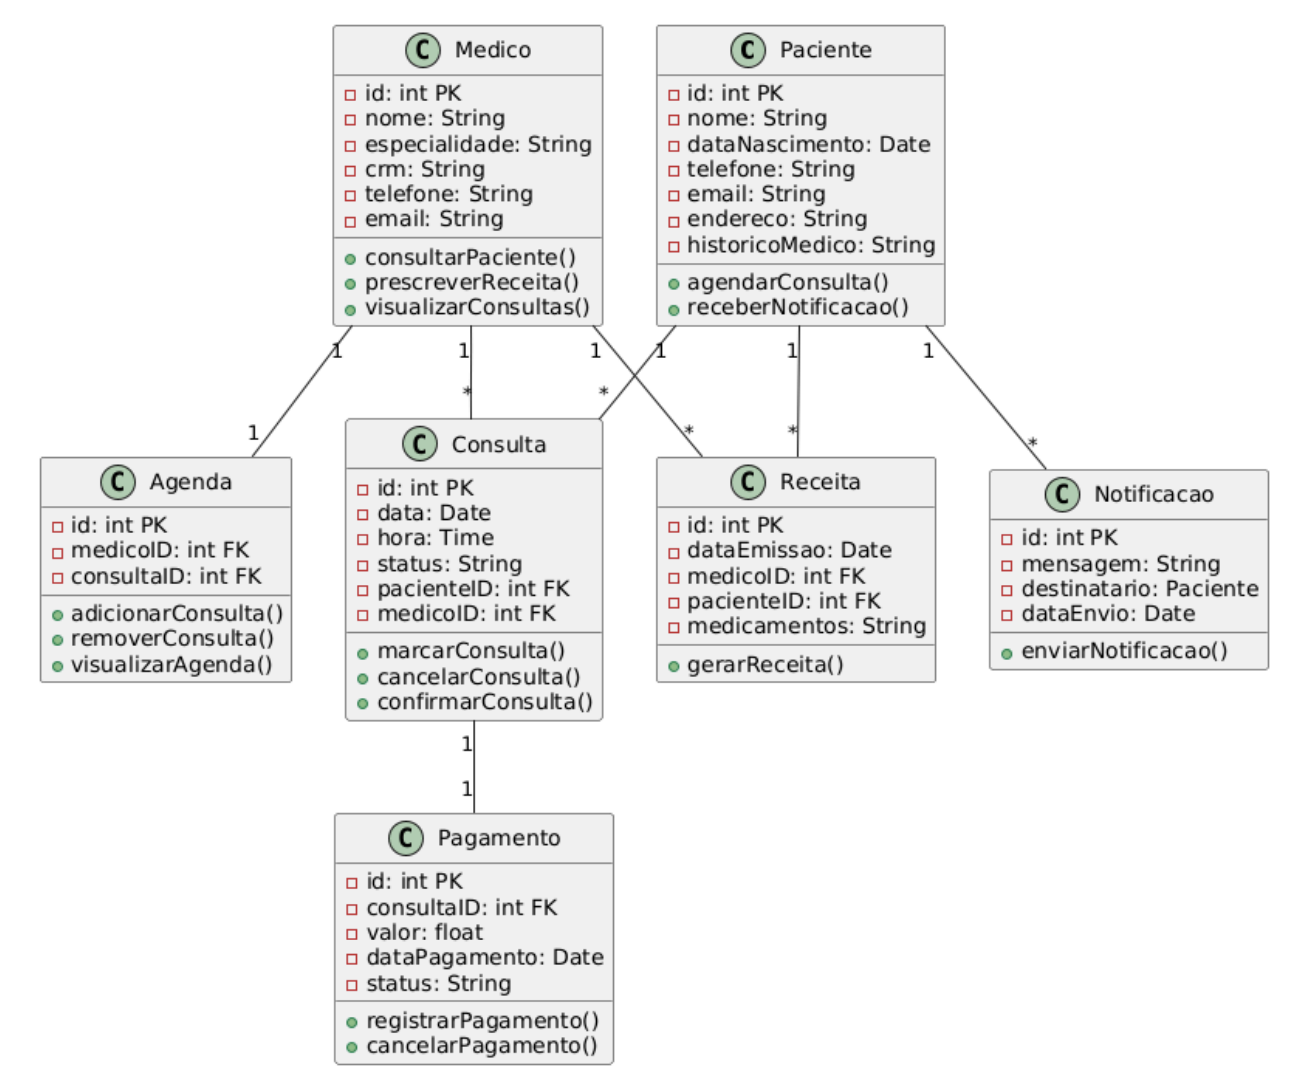 C Medico
id: int PK
nome: String
especialidade: String
crm: String
telefone: String
email: String
consultarPaciente()
prescreverReceita()
visualizarConsultas()
C Paciente
id: int PK
nome: String
dataNascimento: Date
telefone: String
email: String
endereco: String
historicoMedico: String
agendarConsulta()
receberNotificacao()
1 1 1 1 1 1
* *
1 * * *
C Agenda
id: int PK
medicoID: int FK
consultaID: int FK
adicionarConsulta()
removerConsulta()
visualizarAgenda()
C Consulta
id: int PK
data: Date
hora: Time
status: String
pacienteID: int FK
medicoID: int FK
marcarConsulta()
cancelarConsulta()
confirmarConsulta()
C Receita
id: int PK
dataEmissao: Date
medicoID: int FK
pacienteID: int FK
medicamentos: String
gerarReceita()
C Notificacao
id: int PK
mensagem: String
destinatario: Paciente
dataEnvio: Date
enviarNotificacao()
1
1
C Pagamento
id: int PK
consultaID: int FK
valor: float
dataPagamento: Date
status: String
registrarPagamento()
cancelarPagamento()